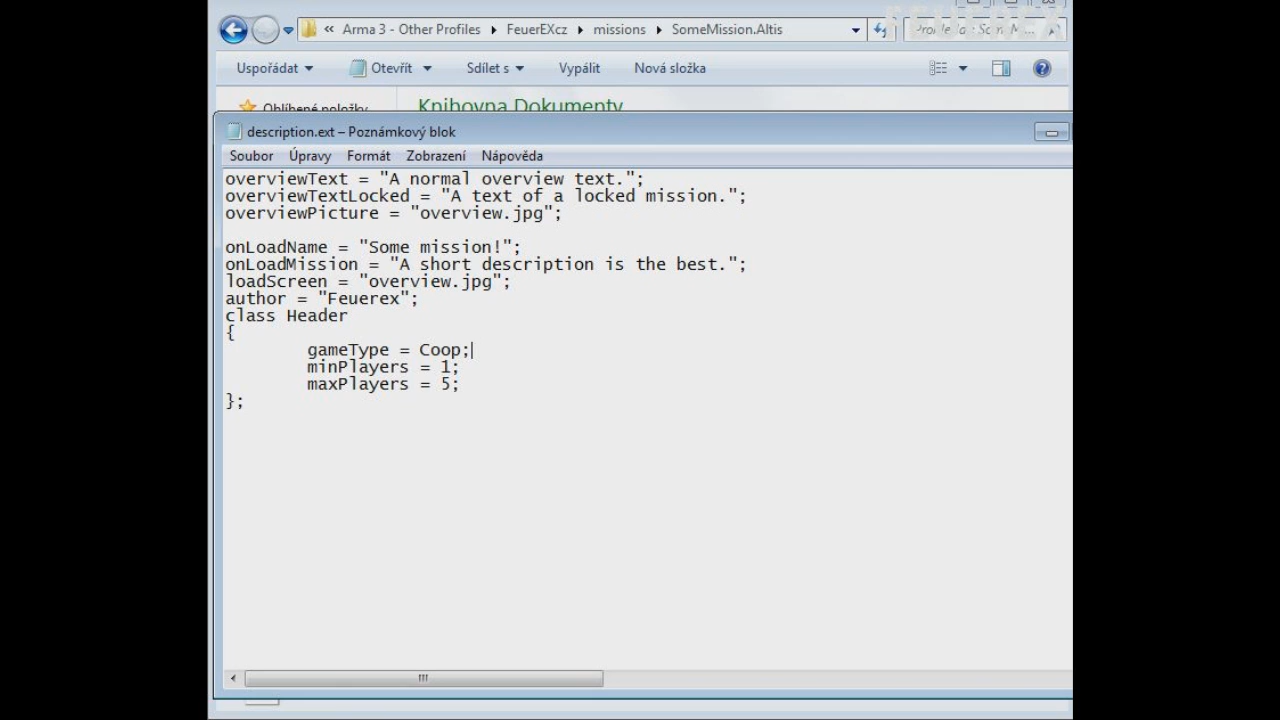 « Arma 3 - Other Profiles ▸ FeuerEXcz ▸ missions ▸ SomeMission.Altis
Uspořádat Otevřít Sdílet s Vypálit Nová složka
Oblíbené položky
Knihovna Dokumenty
description.ext – Poznámkový blok
Soubor Úpravy Formát Zobrazení Nápověda
overviewText = "A normal overview text.";
overviewTextLocked = "A text of a locked mission.";
overviewPicture = "overview.jpg";
onLoadName = "Some mission!";
onLoadMission = "A short description is the best.";
loadScreen = "overview.jpg";
author = "Feuerex";
class Header
{
gameType = Coop;
minPlayers = 1;
maxPlayers = 5;
};